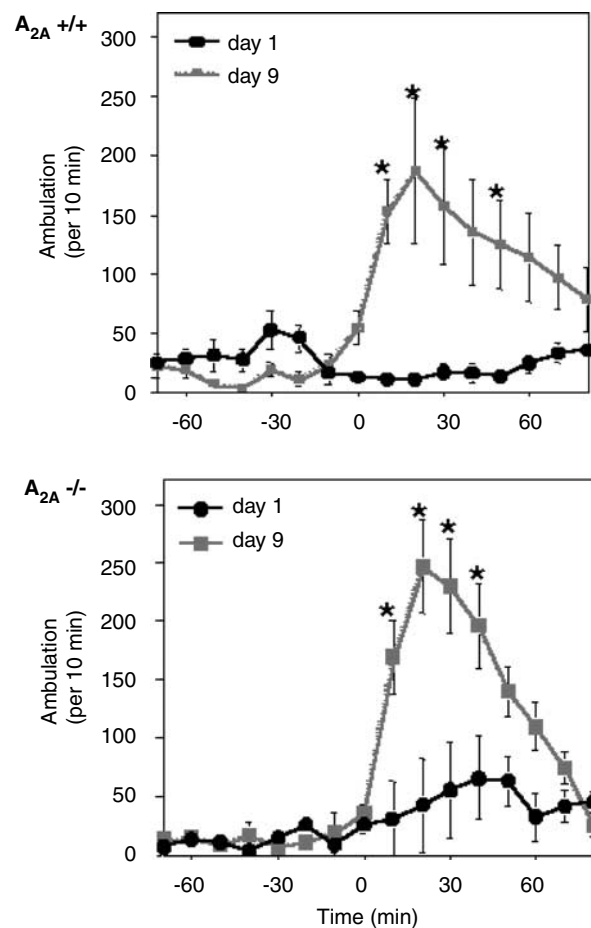 A2A +/+
300
day 1
day 9
250
★
★
★
200
★
Ambulation
(per 10 min)
150
100
50
0
-60 -30 0 30 60
A2A -/-
300
day 1
day 9
250
★
★
★
200
★
Ambulation
(per 10 min)
150
100
50
0
-60 -30 0 30 60
Time (min)